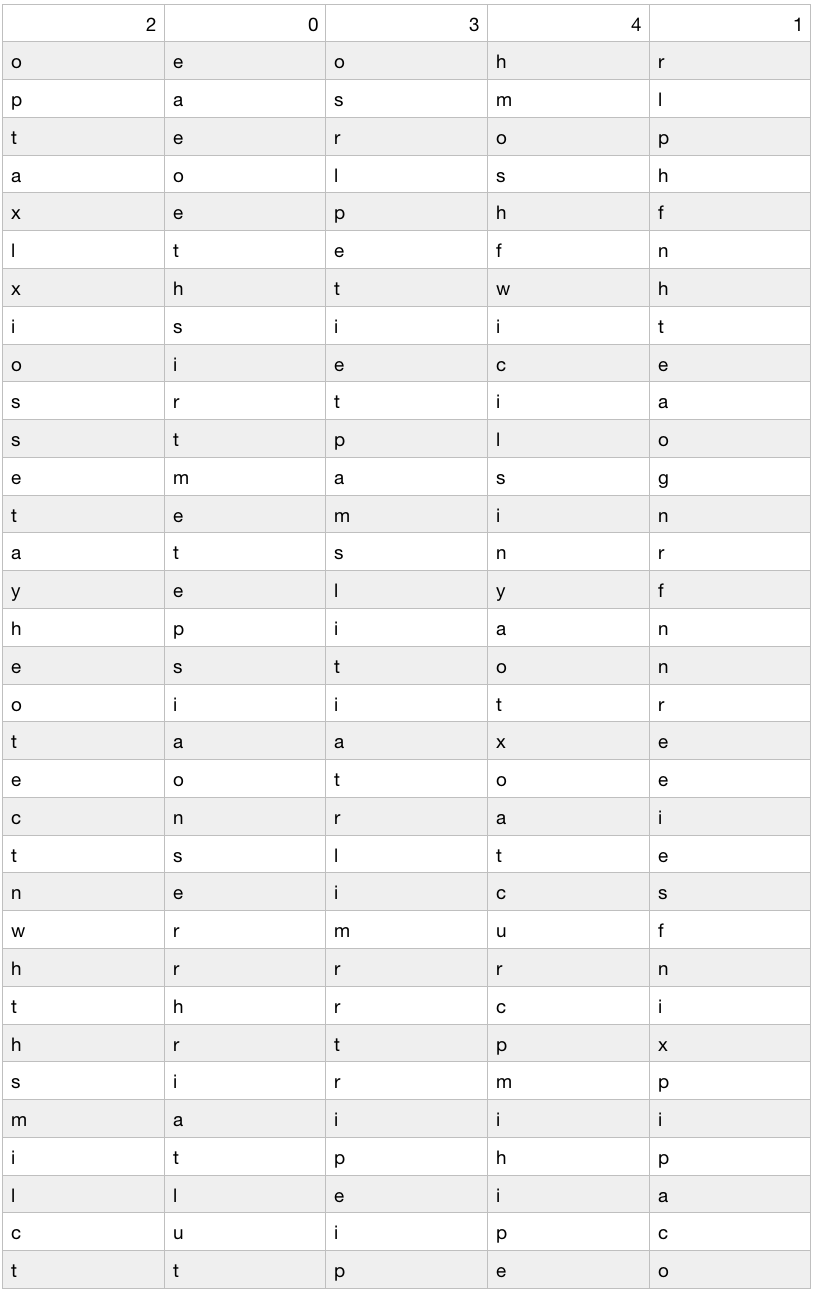 2 0 3 4 1
o e o h r
p a s m l
t e r o p
a o l s h
x e p h f
l t e f n
x h t w h
i s i i t
o i e c e
s r t i a
s t p l o
e m a s g
t e m i n
a t s n r
y e l y f
h p i a n
e s t o n
o i i t r
t a a x e
e o t o e
c n r a i
t s l t e
n e i c s
w r m u f
h r r r n
t h r c i
h r t p x
s i r m p
m a i i i
i t p h p
l l e i a
c u i p c
t t p e o